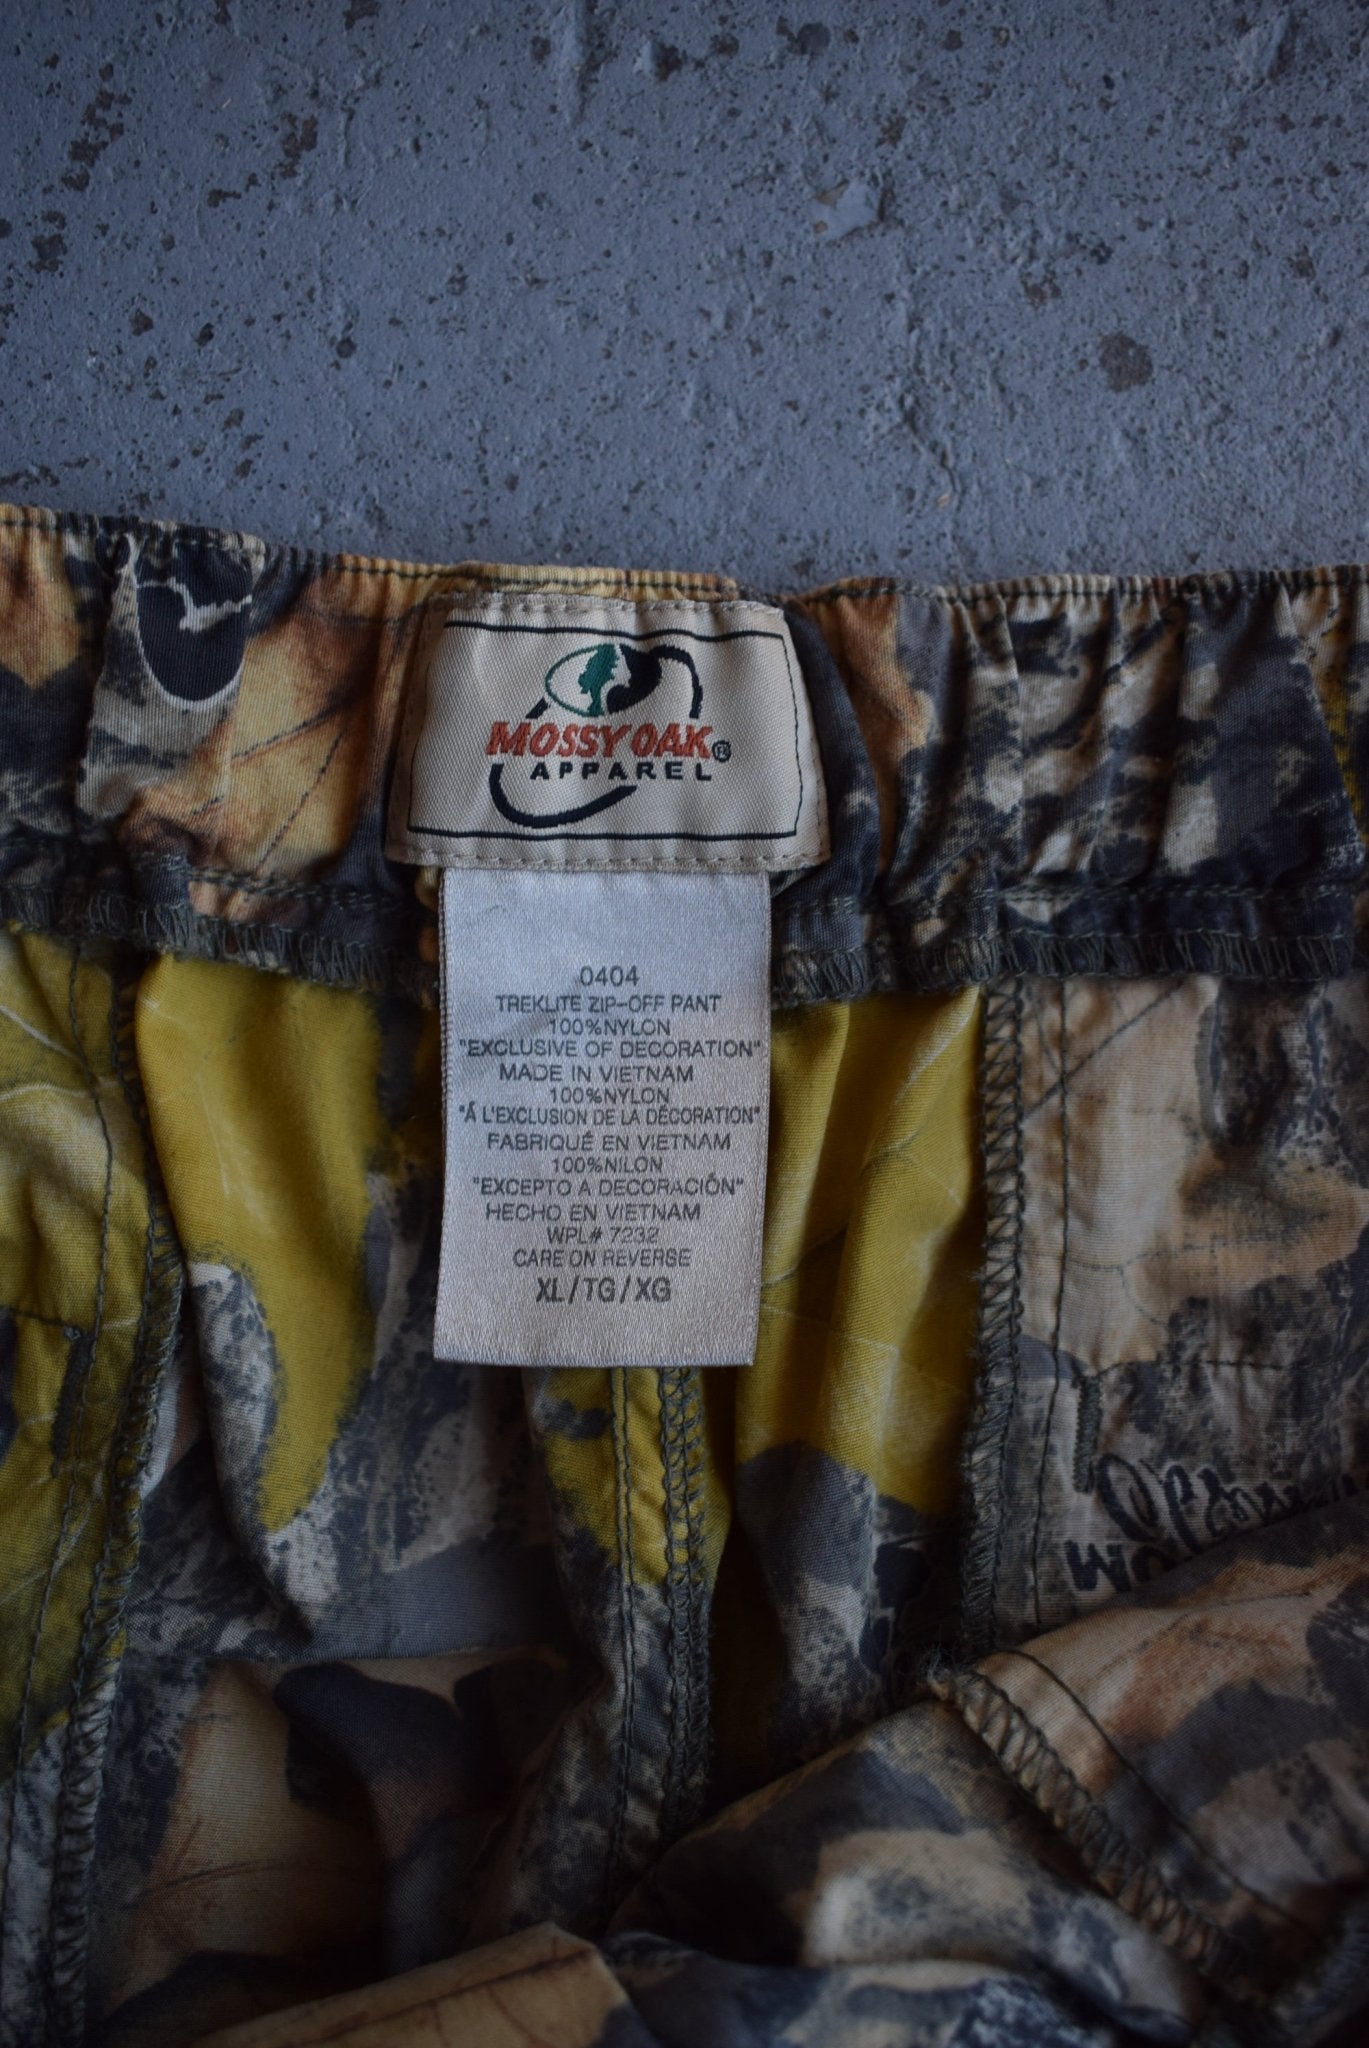 MOSSY OAK®
APPAREL
0404
TREKLITE ZIP-OFF PANT
100%NYLON
"EXCLUSIVE OF DECORATION"
MADE IN VIETNAM
100%NYLON
"Á L'EXCLUSION DE LA DÉCORATION"
FABRIQUÉ EN VIETNAM
100%NILON
"EXCEPTO A DECORACIÓN"
HECHO EN VIETNAM
WPL# 7232
CARE ON REVERSE
XL/TG/XG